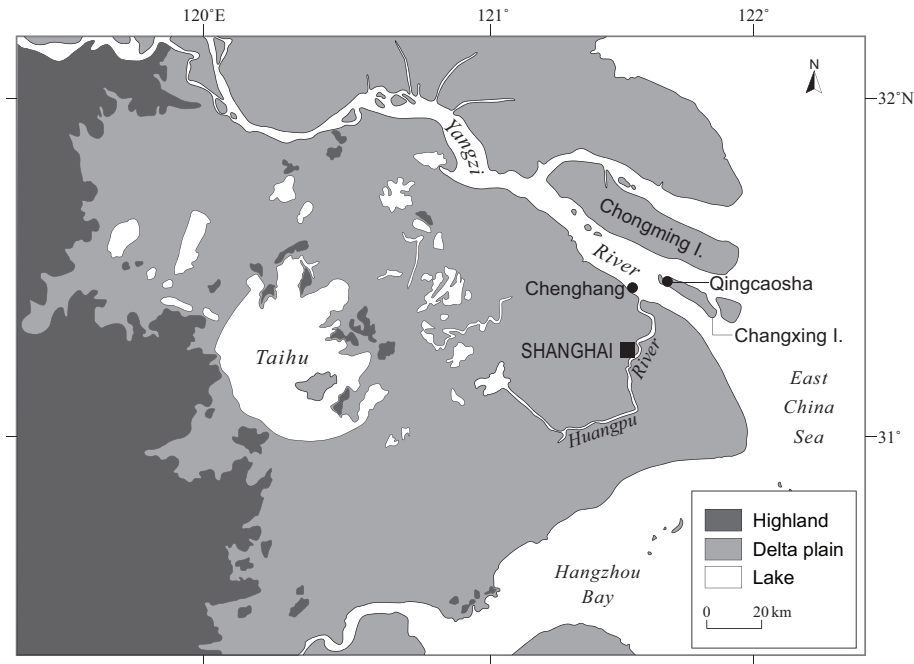 120°E
121°
122°
N
32°N
Yangzi
Chongming I.
River
Qingcaosha
Chenghang
Changxing I.
SHANGHAI
River
Taihu
East
China
Sea
31°
Huangpu
Highland
Delta plain
Lake
0 20 km
Hangzhou
Bay